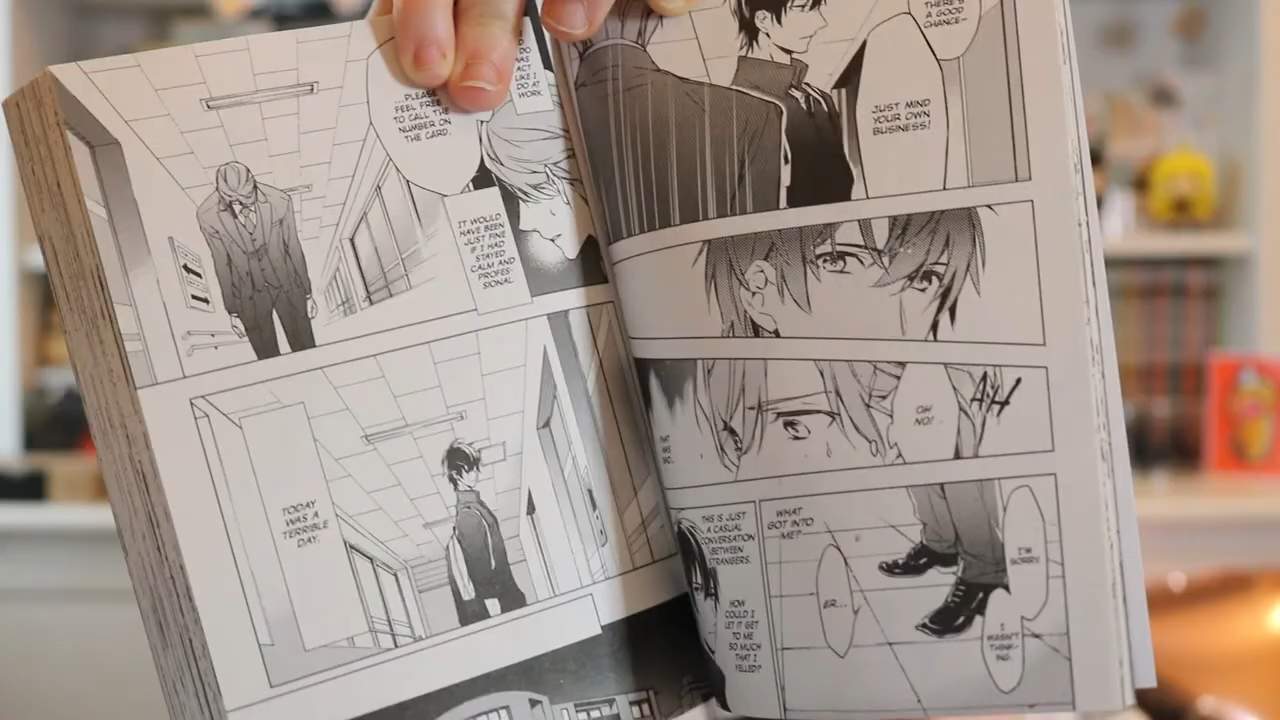 THERE'S
A GOOD
CHANCE—
JUST MIND
YOUR OWN
BUSINESS!
OH
NO!
AH
WHAT
GOT INTO
ME?
I'M
SORRY.
I
WASN'T
THINK-
ING.
ER...
THIS IS JUST
A CASUAL
CONVERSATION
BETWEEN
STRANGERS.
HOW
COULD I
LET IT GET
TO ME
SO MUCH
THAT I
YELLED?
DO
ACT
LIKE I
DO AT
WORK.
...PLEASE
FEEL FREE
TO CALL THE
NUMBER ON
THE CARD.
IT WOULD
HAVE BEEN
JUST FINE
IF I HAD
STAYED
CALM AND
PROFES-
SIONAL.
TODAY
WAS A
TERRIBLE
DAY.